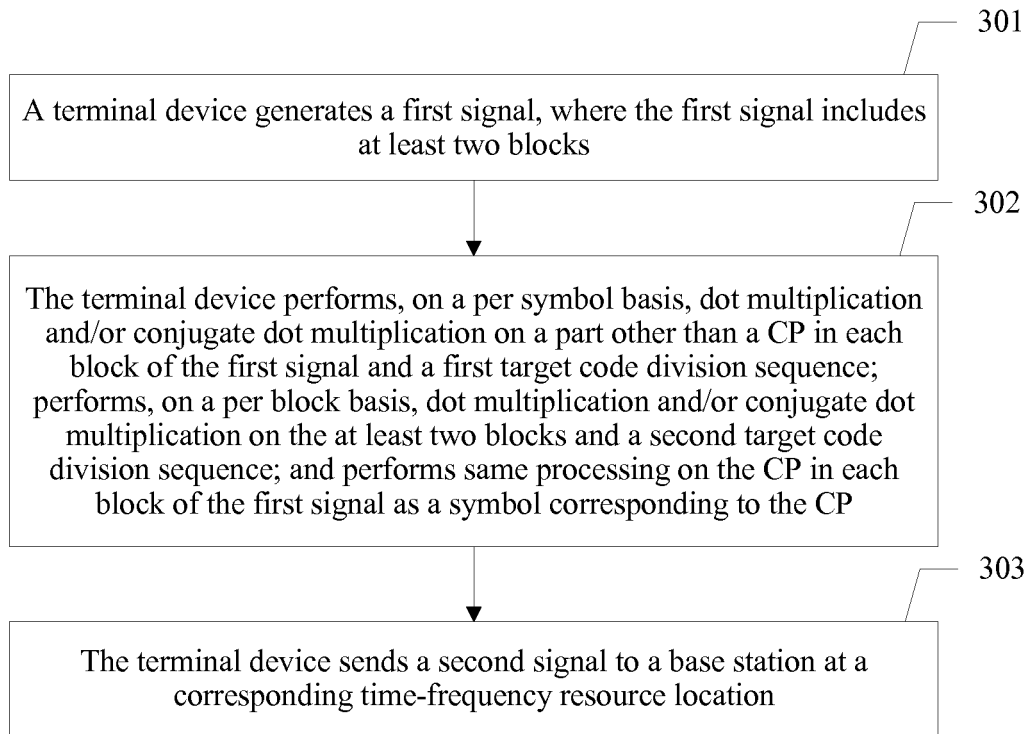 301
A terminal device generates a first signal, where the first signal includes
at least two blocks
302
The terminal device performs, on a per symbol basis, dot multiplication
and/or conjugate dot multiplication on a part other than a CP in each
block of the first signal and a first target code division sequence;
performs, on a per block basis, dot multiplication and/or conjugate dot
multiplication on the at least two blocks and a second target code
division sequence; and performs same processing on the CP in each
block of the first signal as a symbol corresponding to the CP
303
The terminal device sends a second signal to a base station at a
corresponding time-frequency resource location